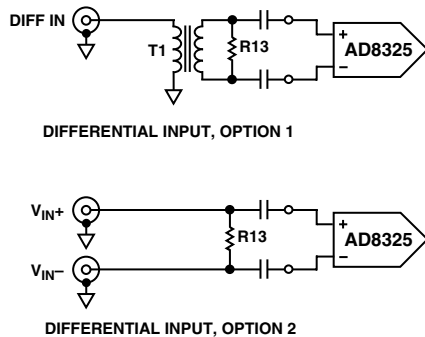 DIFF IN
T1
R13
+
–
AD8325
DIFFERENTIAL INPUT, OPTION 1
VIN+
R13
+
–
AD8325
VIN–
DIFFERENTIAL INPUT, OPTION 2